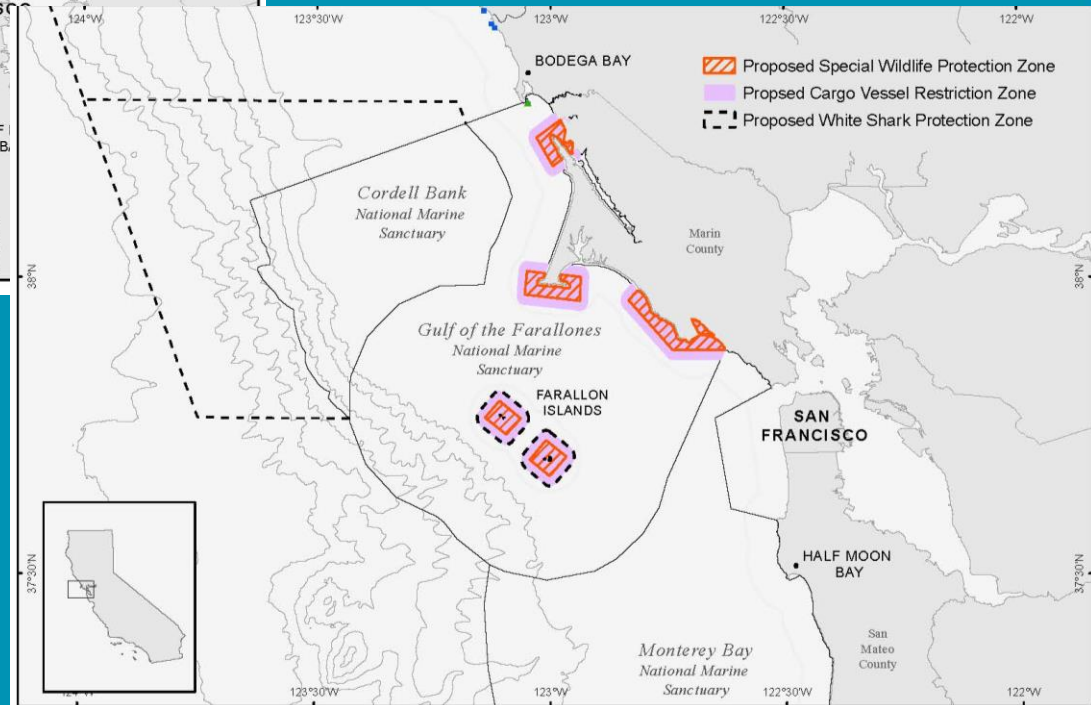 124°W
123°30'W
123°W
122°30'W
122°W
BODEGA BAY
Proposed Special Wildlife Protection Zone
Propsed Cargo Vessel Restriction Zone
Proposed White Shark Protection Zone
Cordell Bank
National Marine
Sanctuary
Marin
County
38°N
38°N
Gulf of the Farallones
National Marine
Sanctuary
FARALLON
ISLANDS
SAN
FRANCISCO
37°30'N
37°30'N
HALF MOON
BAY
San
Mateo
County
Monterey Bay
National Marine
Sanctuary
124°W
123°30'W
123°W
122°30'W
122°W